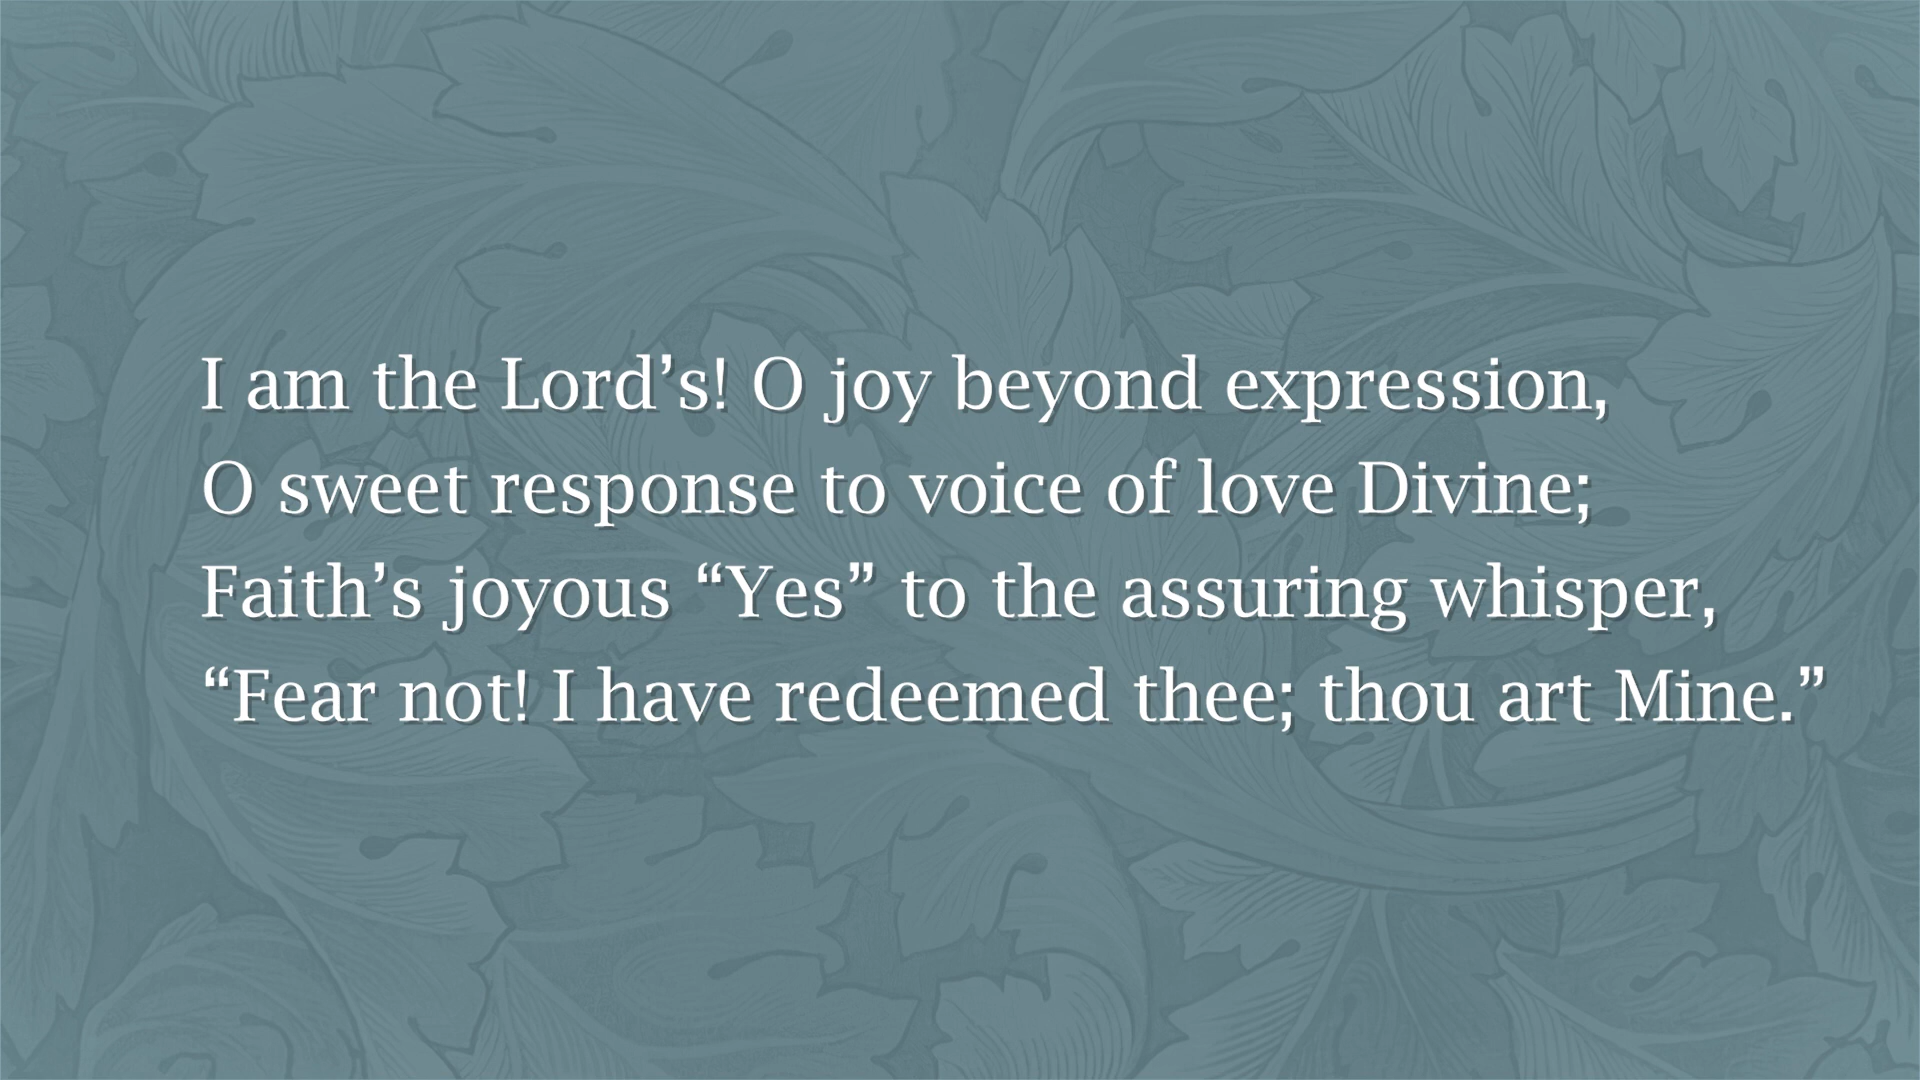 I am the Lord’s! O joy beyond expression,
O sweet response to voice of love Divine;
Faith’s joyous “Yes” to the assuring whisper,
“Fear not! I have redeemed thee; thou art Mine.”